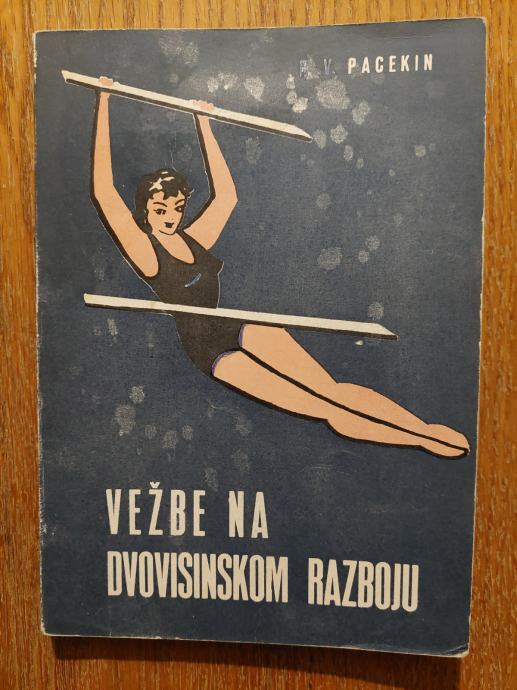 V. PACEKIN
VEŽBE NA
DVOVISINSKOM RAZBOJU